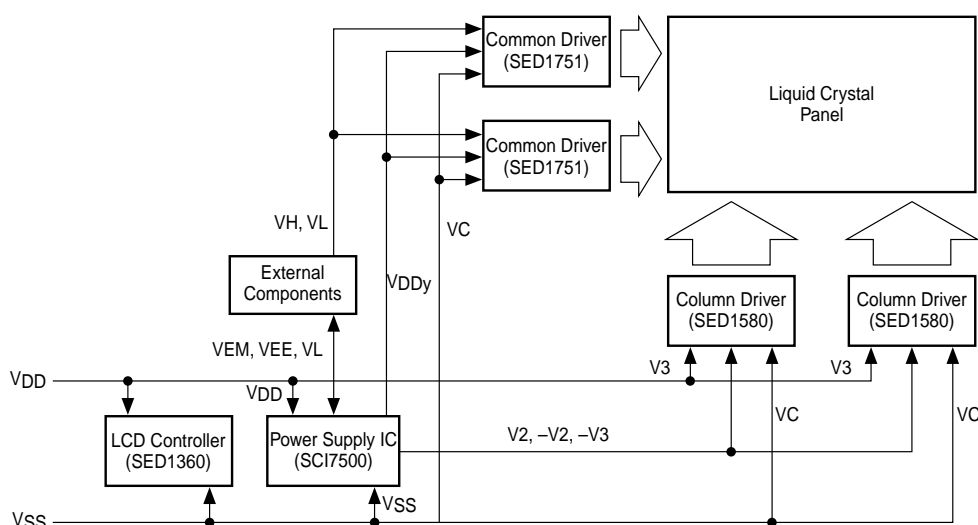 Common Driver
(SED1751)
Liquid Crystal
Panel
Common Driver
(SED1751)
VH, VL
VC
External
Components
VDDy
Column Driver
(SED1580)
Column Driver
(SED1580)
VEM, VEE, VL
V3
V3
VDD
VDD
VC
VC
LCD Controller
(SED1360)
Power Supply IC
(SCI7500)
V2, –V2, –V3
VSS
VSS